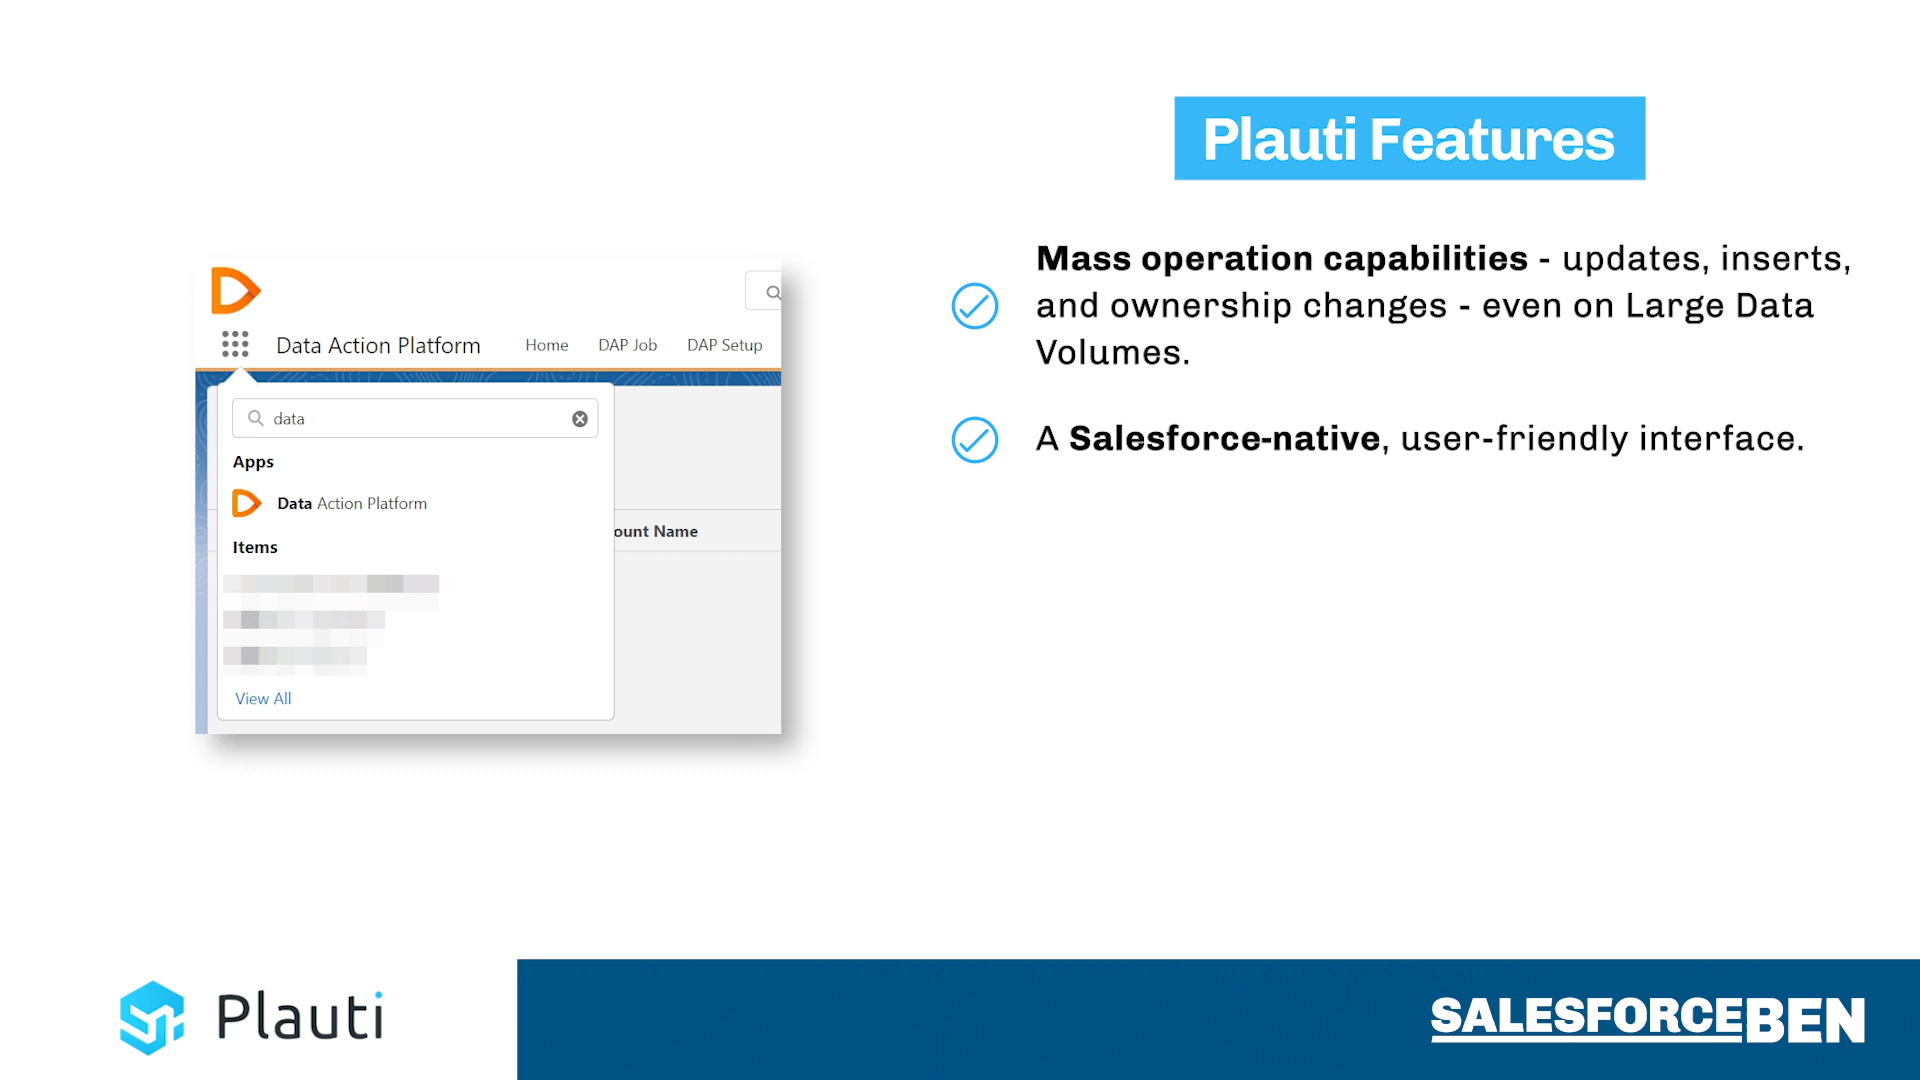 Plauti Features
Mass operation capabilities - updates, inserts,
and ownership changes - even on Large Data
Volumes.
A Salesforce-native, user-friendly interface.
Data Action Platform
Home
DAP Job
DAP Setup
data
Apps
Data Action Platform
Items
ount Name
View All
Plauti
SALESFORCEBEN